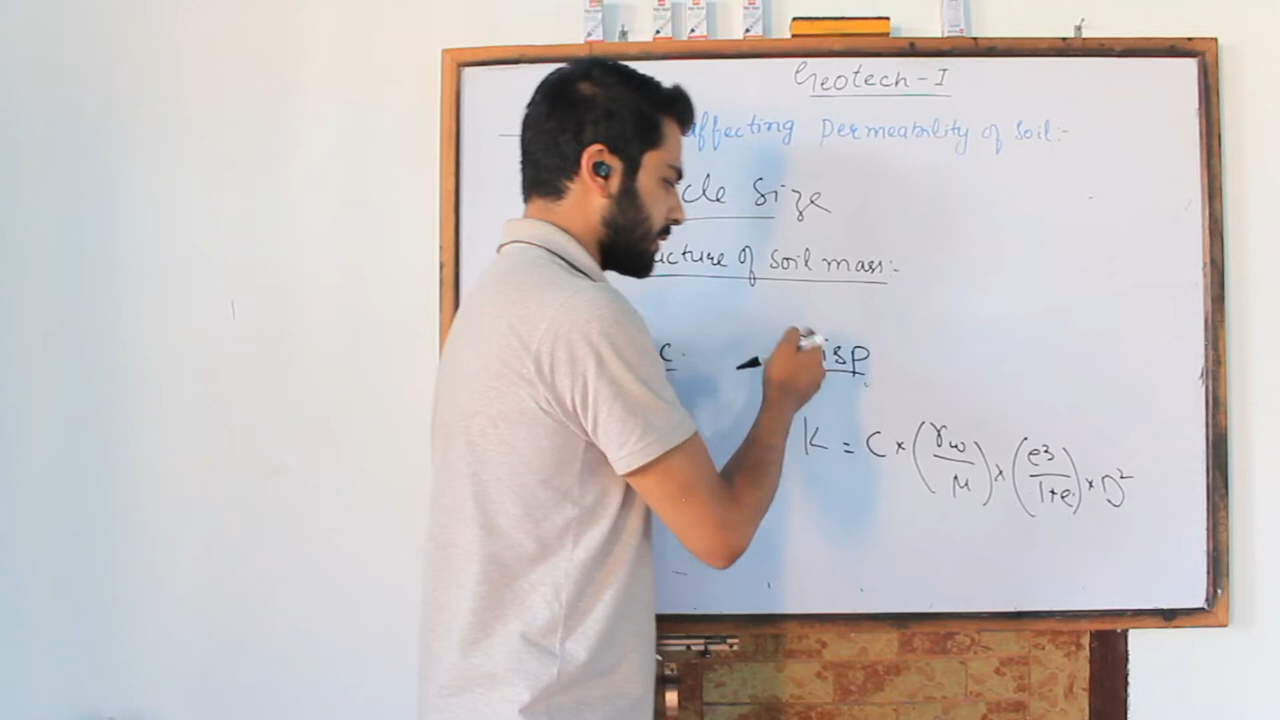 Geotech-I
affecting permeability of soil:-
cle size
ucture of soil mass:-
c. isp
K = C × (γw/μ) × (e3/1+e) × D²